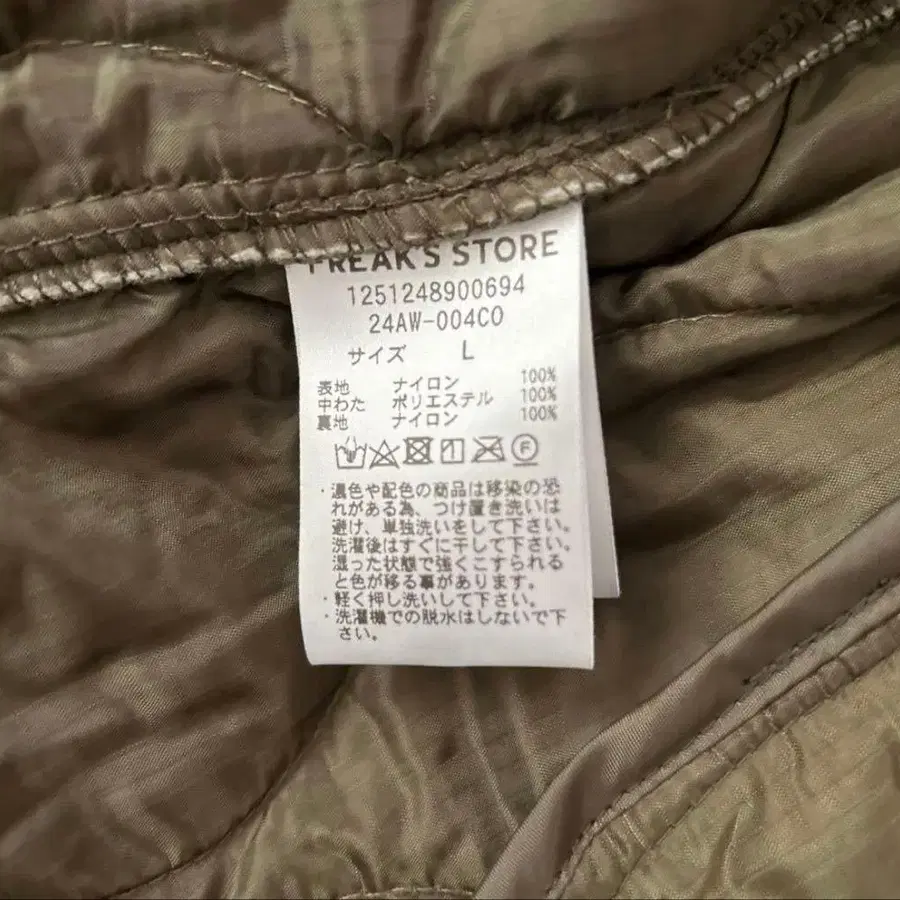 FREAK'S STORE
1251248900694
24AW-004CO
サイズ L
表地 ナイロン 100%
中わた ポリエステル 100%
裏地 ナイロン 100%
F
・濃色や配色の商品は移染の恐
れがある為、つけ置き洗いは
避け、単独洗いをして下さい。
洗濯後はすぐに干して下さい。
湿った状態で強くこすられる
と色が移る事があります。
・軽く押し洗いして下さい。
・洗濯機での脱水はしないで下
さい。